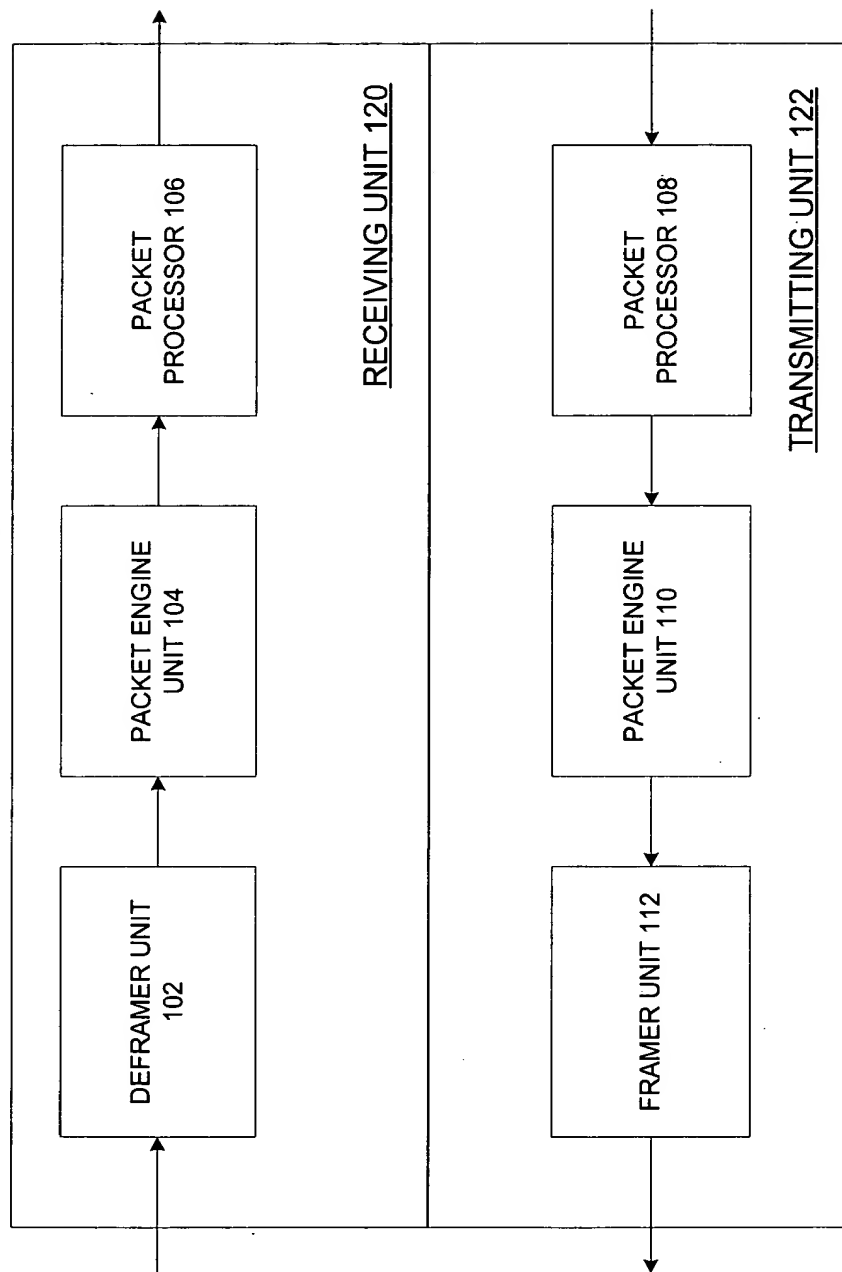 DEFRAMER UNIT
102
PACKET ENGINE
UNIT 104
PACKET
PROCESSOR 106
RECEIVING UNIT 120
FRAMER UNIT 112
PACKET ENGINE
UNIT 110
PACKET
PROCESSOR 108
TRANSMITTING UNIT 122